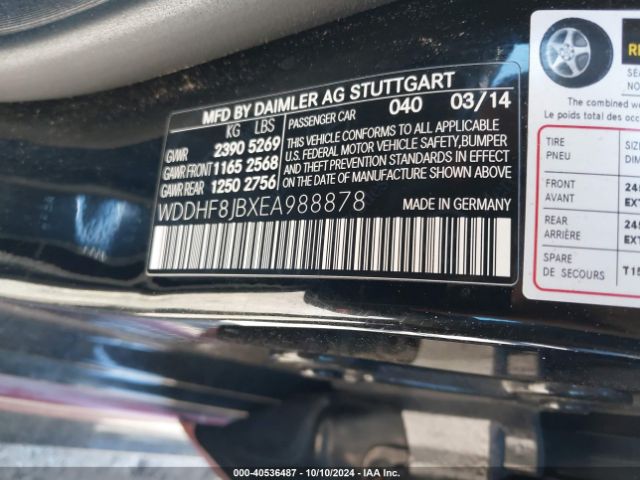 MFD BY DAIMLER AG STUTTGART
KG LBS PASSENGER CAR 040 03/14
GVWR 2390 5269
GAWR FRONT 1165 2568
GAWR REAR 1250 2756
THIS VEHICLE CONFORMS TO ALL APPLICABLE
U.S. FEDERAL MOTOR VEHICLE SAFETY, BUMPER
AND THEFT PREVENTION STANDARDS IN EFFECT
ON THE DATE OF MANUFACTURE SHOWN ABOVE
WDDHF8JBXEA988878 MADE IN GERMANY
The combined
Le poids total des
TIRE
PNEU
FRONT
AVANT
REAR
ARRIÈRE
SPARE
DE SECOURS
000-40536487 - 10/10/2024 - IAA Inc.